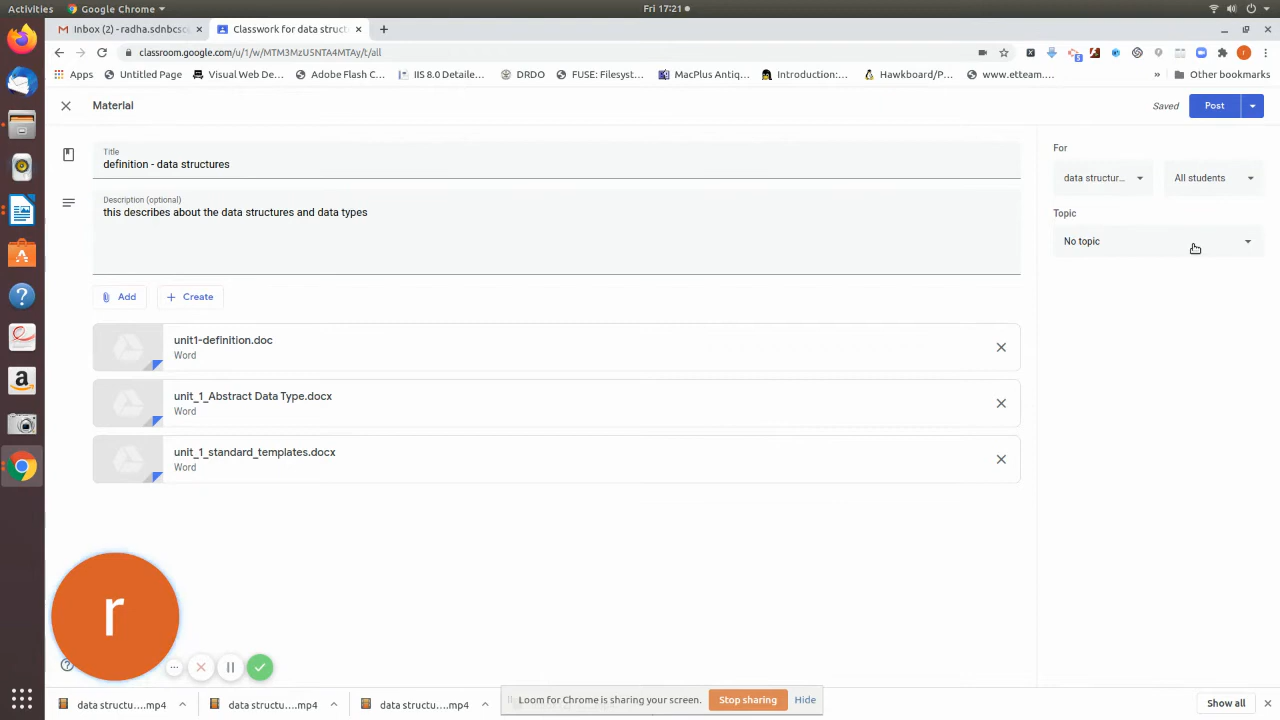 Activities
Google Chrome
Fri 17:21
Inbox (2) - radha.sdnbcsc
Classwork for data struct
classroom.google.com/u/1/w/MTM3MzU5NTA4MTAy/t/all
Apps
Untitled Page
Visual Web De...
Adobe Flash C...
IIS 8.0 Detaile...
DRDO
FUSE: Filesyst...
MacPlus Antiq...
Introduction:...
Hawkboard/P...
www.etteam....
»
Other bookmarks
Material
Saved
Post
Title
definition - data structures
Description (optional)
this describes about the data structures and data types
Add
Create
unit1-definition.doc
Word
unit_1_Abstract Data Type.docx
Word
unit_1_standard_templates.docx
Word
For
data structur...
All students
Topic
No topic
r
Loom for Chrome is sharing your screen.
Stop sharing
Hide
data structu....mp4
data structu....mp4
data structu....mp4
Show all